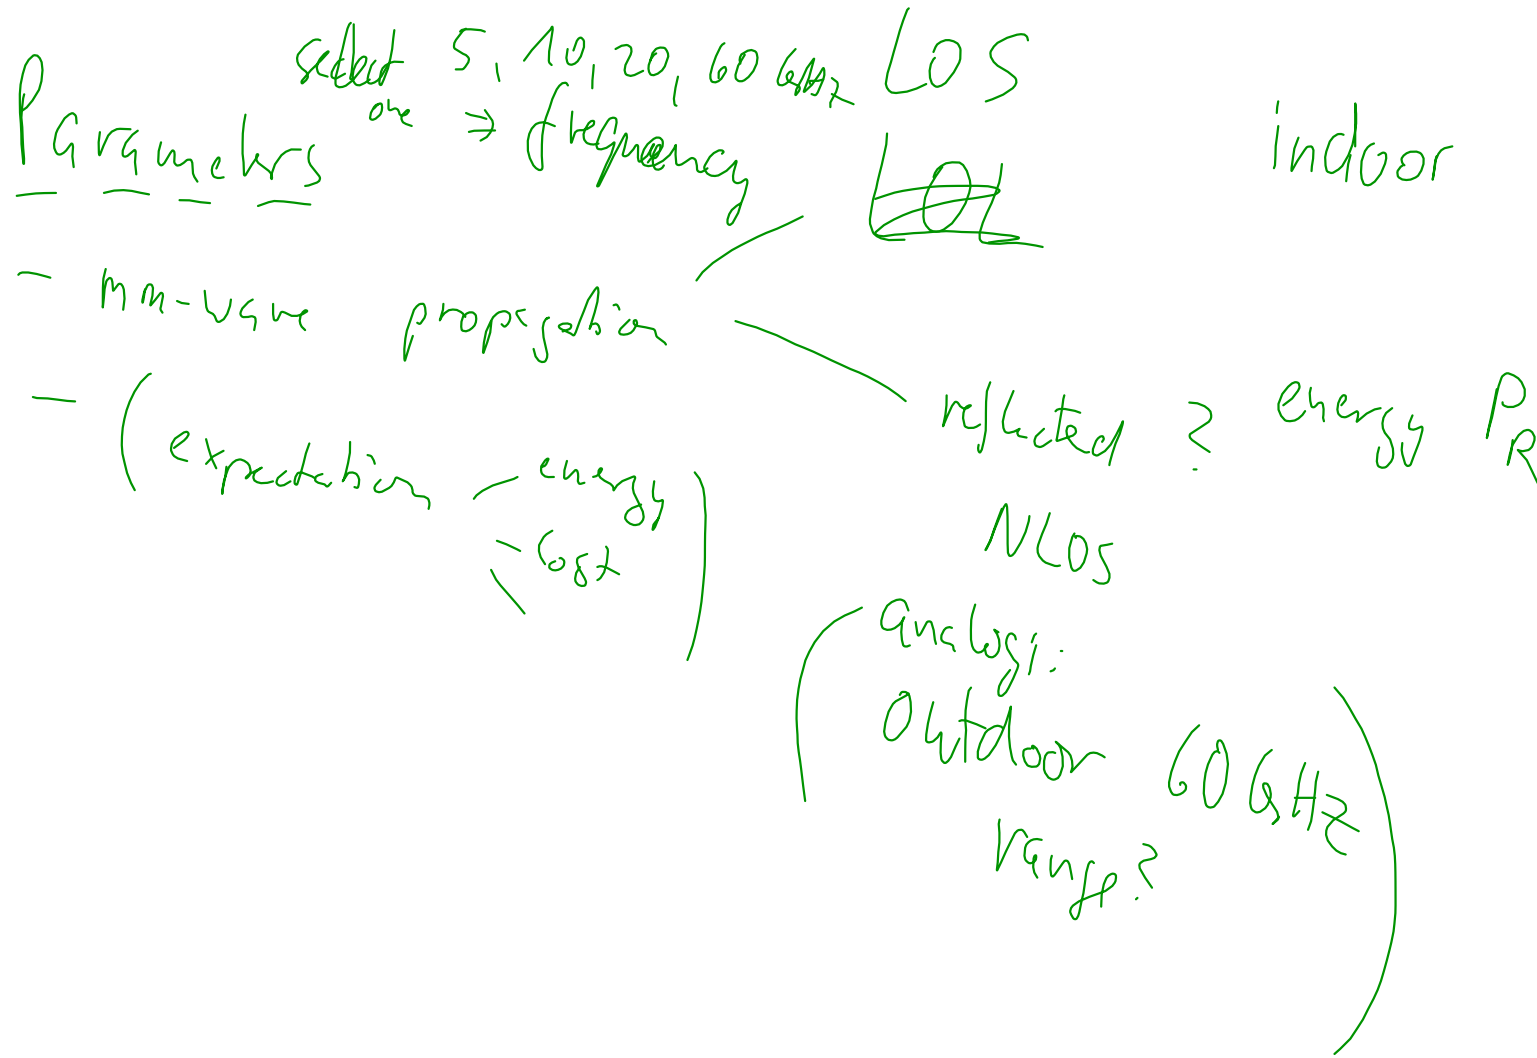 select 5, 10, 20, 60 GHz LOS
one ⇒ frequency
Parameters
indoor
- mm-wave propagation
reflected ? energy PR
- (expectation - energy
- Cost)
NLOS
(analogi:
Outdoor 60 GHz
range?)